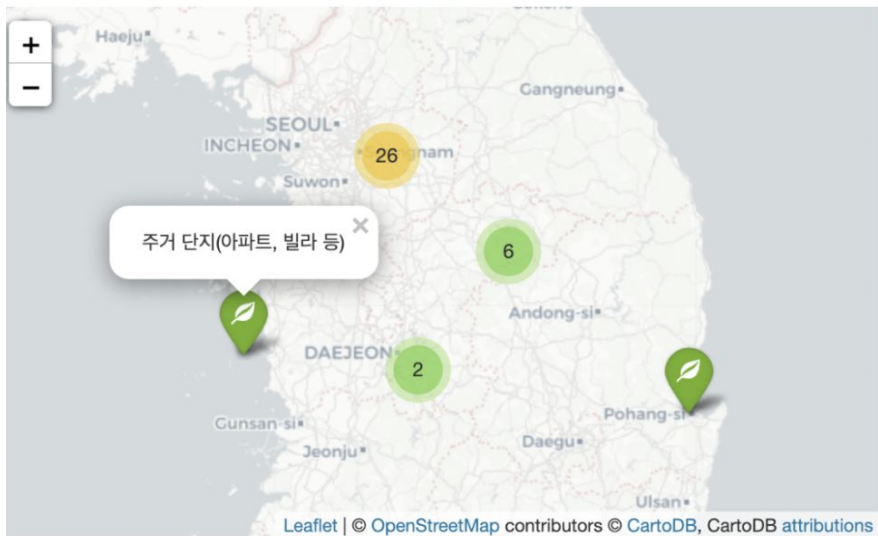 +
−
Haeju
Gangneung
SEOUL
INCHEON
26
Suwon
주거 단지(아파트, 빌라 등)
×
6
Andong-si
DAEJEON
2
Gunsan-si
Pohang-si
Jeonju
Daegu
Ulsan
Leaflet | © OpenStreetMap contributors © CartoDB, CartoDB attributions